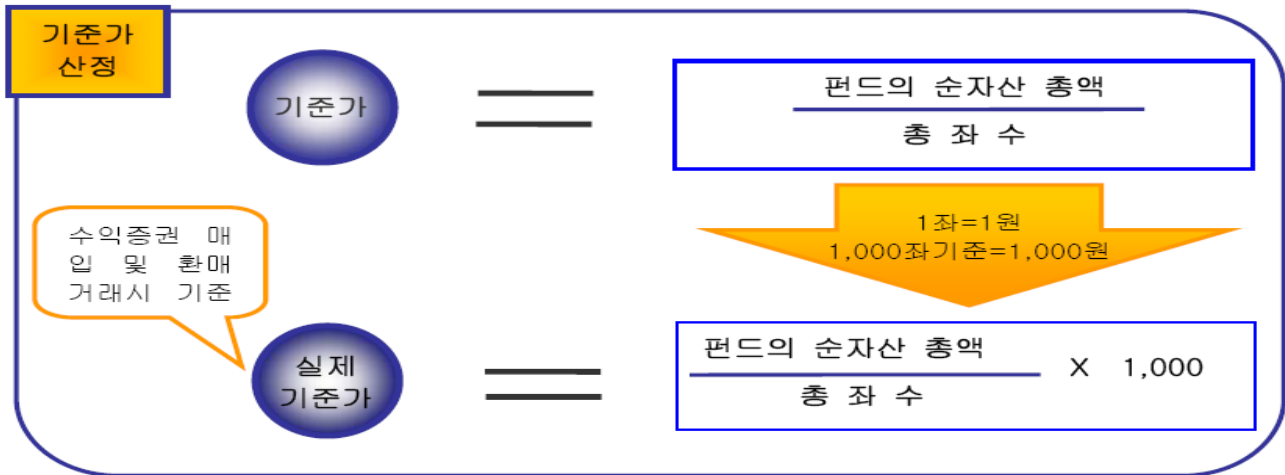 기준가
산정
기준가
펀드의 순자산 총액
총 좌 수
1좌=1원
1,000좌기준=1,000원
수익증권 매
입 및 환매
거래시 기준
실제
기준가
펀드의 순자산 총액
총 좌 수
X 1,000